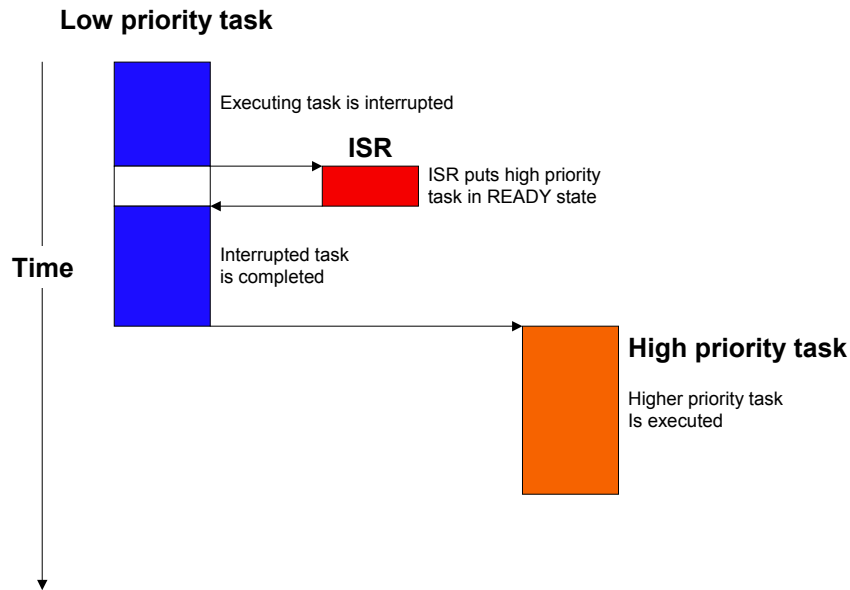 Low priority task
Executing task is interrupted
ISR
ISR puts high priority
task in READY state
Interrupted task
is completed
Time
High priority task
Higher priority task
Is executed